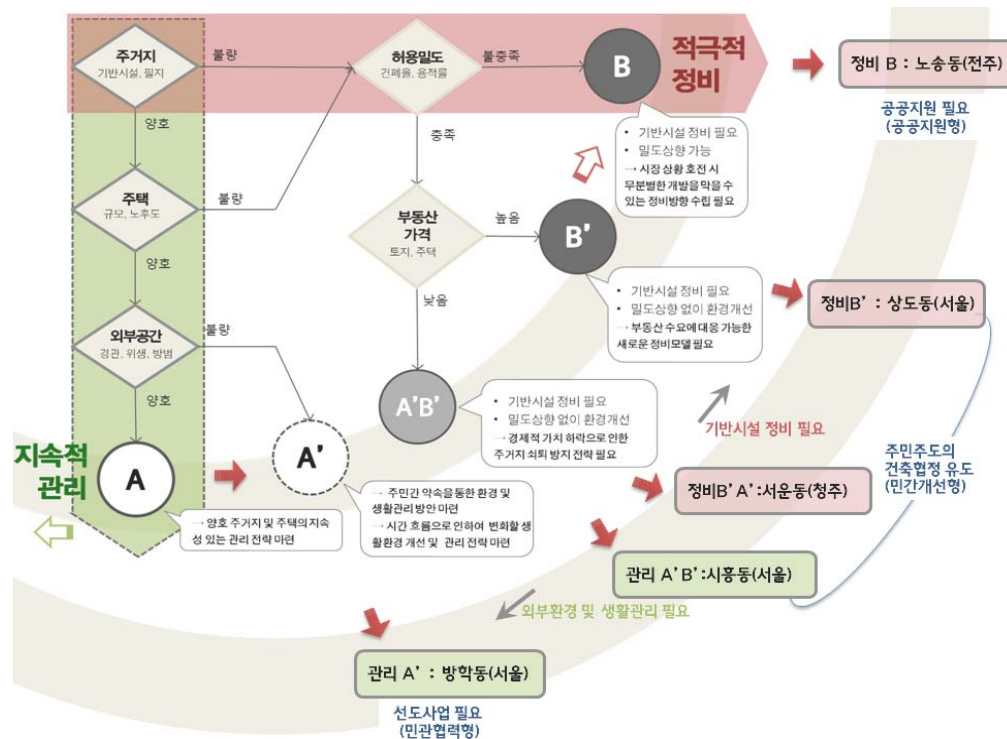 주거지
기반시설, 필지
불량
허용밀도
건폐율, 용적률
불충족
B
적극적
정비
정비 B : 노송동(전주)
공공지원 필요
(공공지원형)
양호
충족
• 기반시설 정비 필요
• 밀도상향 가능
→ 시장 상황 호전 시
무분별한 개발을 막을 수
있는 정비방향 수립 필요
주택
규모, 노후도
불량
부동산
가격
토지, 주택
높음
B'
양호
낮음
• 기반시설 정비 필요
• 밀도상향 없이 환경개선
→ 부동산 수요에 대응 가능한
새로운 정비모델 필요
정비B' : 상도동(서울)
외부공간
경관, 위생, 방범
불량
양호
A'B'
• 기반시설 정비 필요
• 밀도상향 없이 환경개선
→ 경제적 가치 하락으로 인한
주거지 쇠퇴 방지 전략 필요
기반시설 정비 필요
주민주도의
건축협정 유도
(민간개선형)
지속적
관리
A
A'
→ 양호 주거지 및 주택의 지속
성 있는 관리 전략 마련
→ 주민간 약속을통한 환경 및
생활관리 방안 마련
→ 시간 흐름으로 인하여 변화할 생
활환경 개선 및 관리 전략 마련
정비B'A':서운동(청주)
관리 A'B':시흥동(서울)
외부환경 및 생활관리 필요
관리 A' : 방학동(서울)
선도사업 필요
(민관협력형)